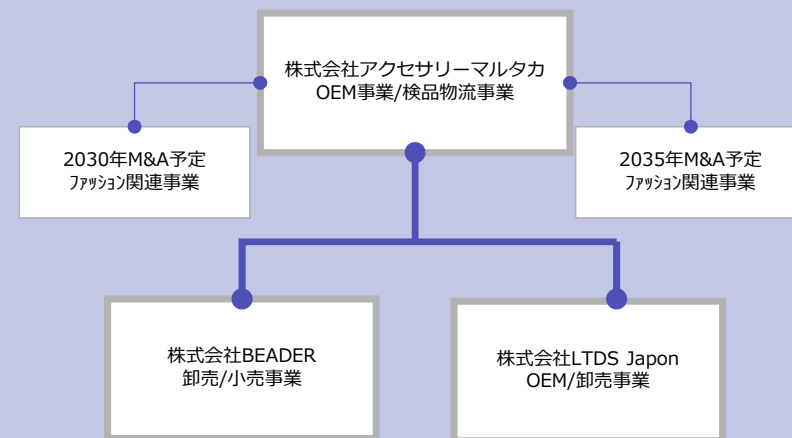 株式会社アクセサリーマルタカ
OEM事業/検品物流事業
2030年M&A予定
ﾌｧｯｼｮﾝ関連事業
2035年M&A予定
ﾌｧｯｼｮﾝ関連事業
株式会社BEADER
卸売/小売事業
株式会社LTDS Japon
OEM/卸売事業